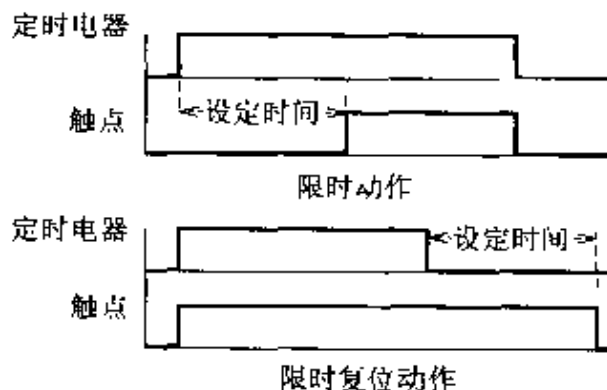 定时电器
设定时间
触点
限时动作
定时电器
设定时间
触点
限时复位动作